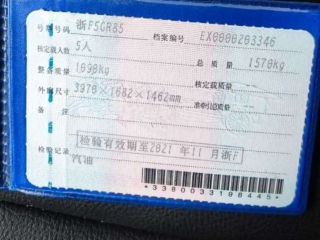 号牌号码 浙F5CR85 档案编号 EX0000203346
核定载人数 5人 总质量 1570kg
整备质量 1098kg 核定载质量 --
外廓尺寸 3970×1682×1462mm 准牵引总质量 --
备注
检验有效期至2021年11月浙F
检验记录
汽油
*3380033198445*